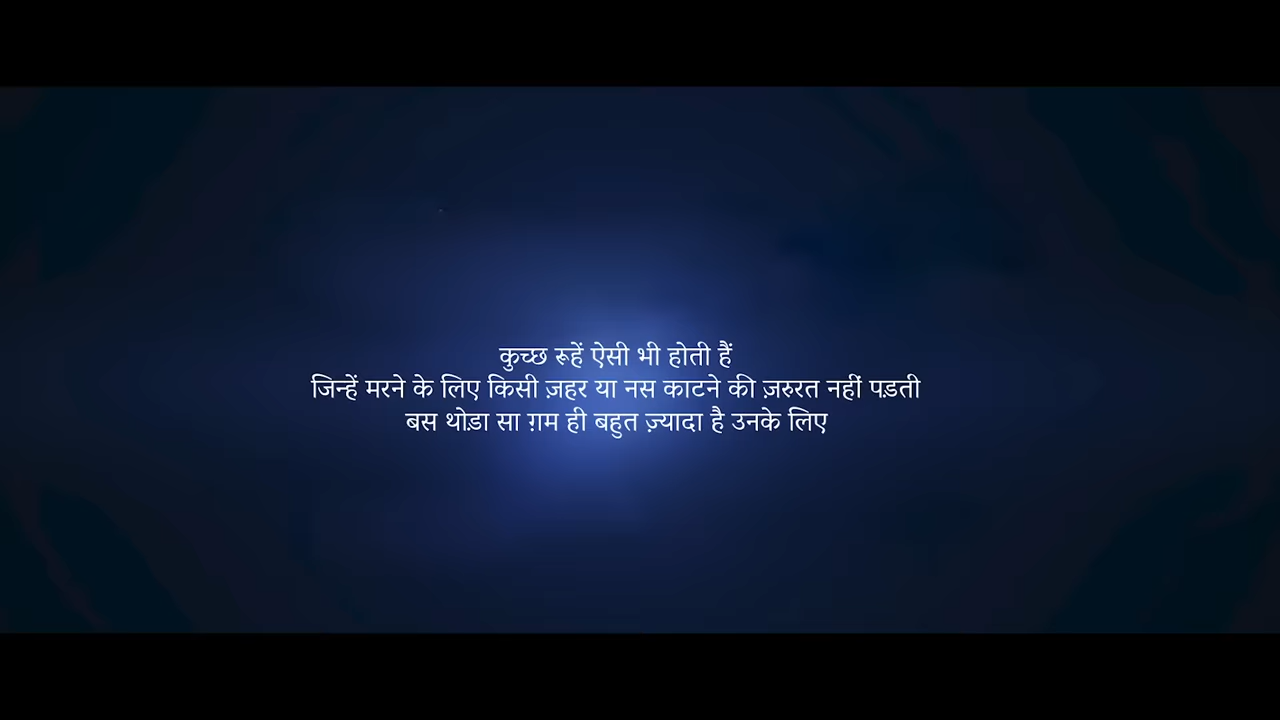 कुच्छ रूहें ऐसी भी होती हैं
जिन्हें मरने के लिए किसी ज़हर या नस काटने की ज़रुरत नहीं पड़ती
बस थोडा सा ग़म ही बहुत ज़्यादा है उनके लिए